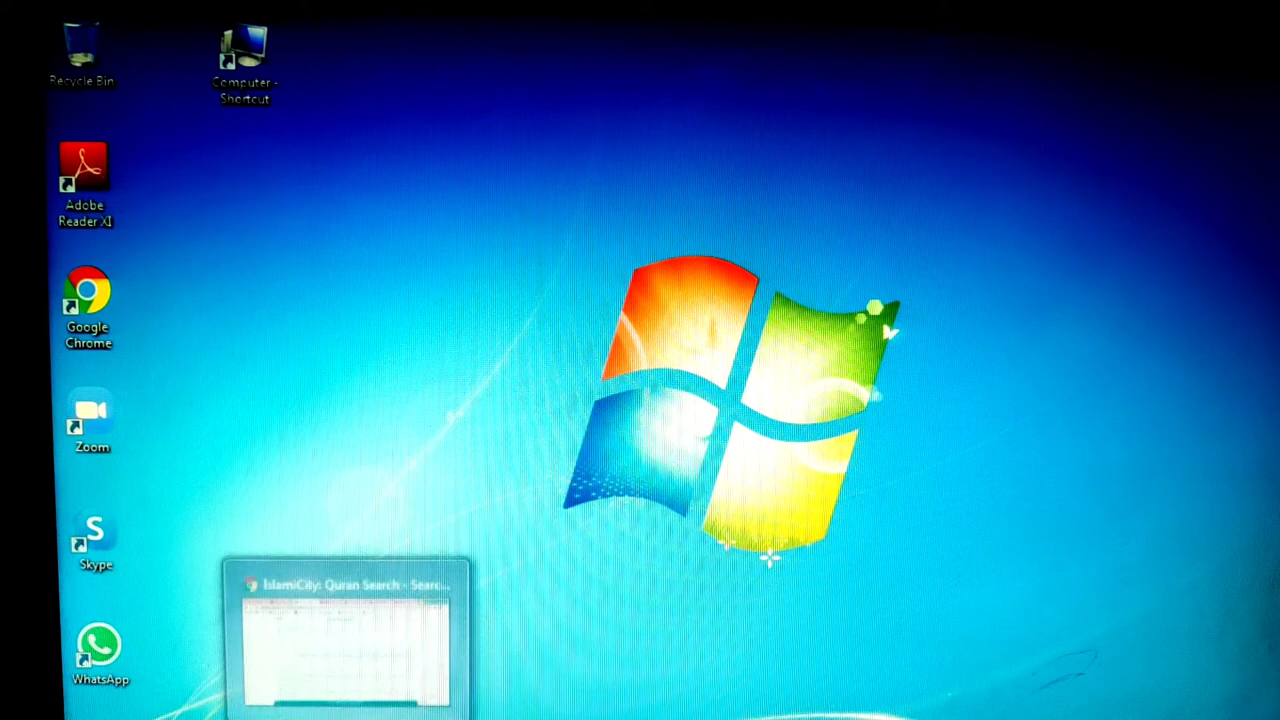 Recycle Bin
Computer -
Shortcut
Adobe
Reader XI
Google
Chrome
Zoom
S
Skype
WhatsApp
IslamiCity: Quran Search - Searc...